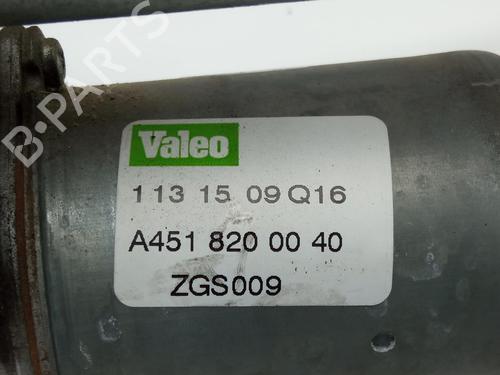 B-PARTS
Valeo
1 13 15 09 Q16
A451 820 00 40
ZGS009